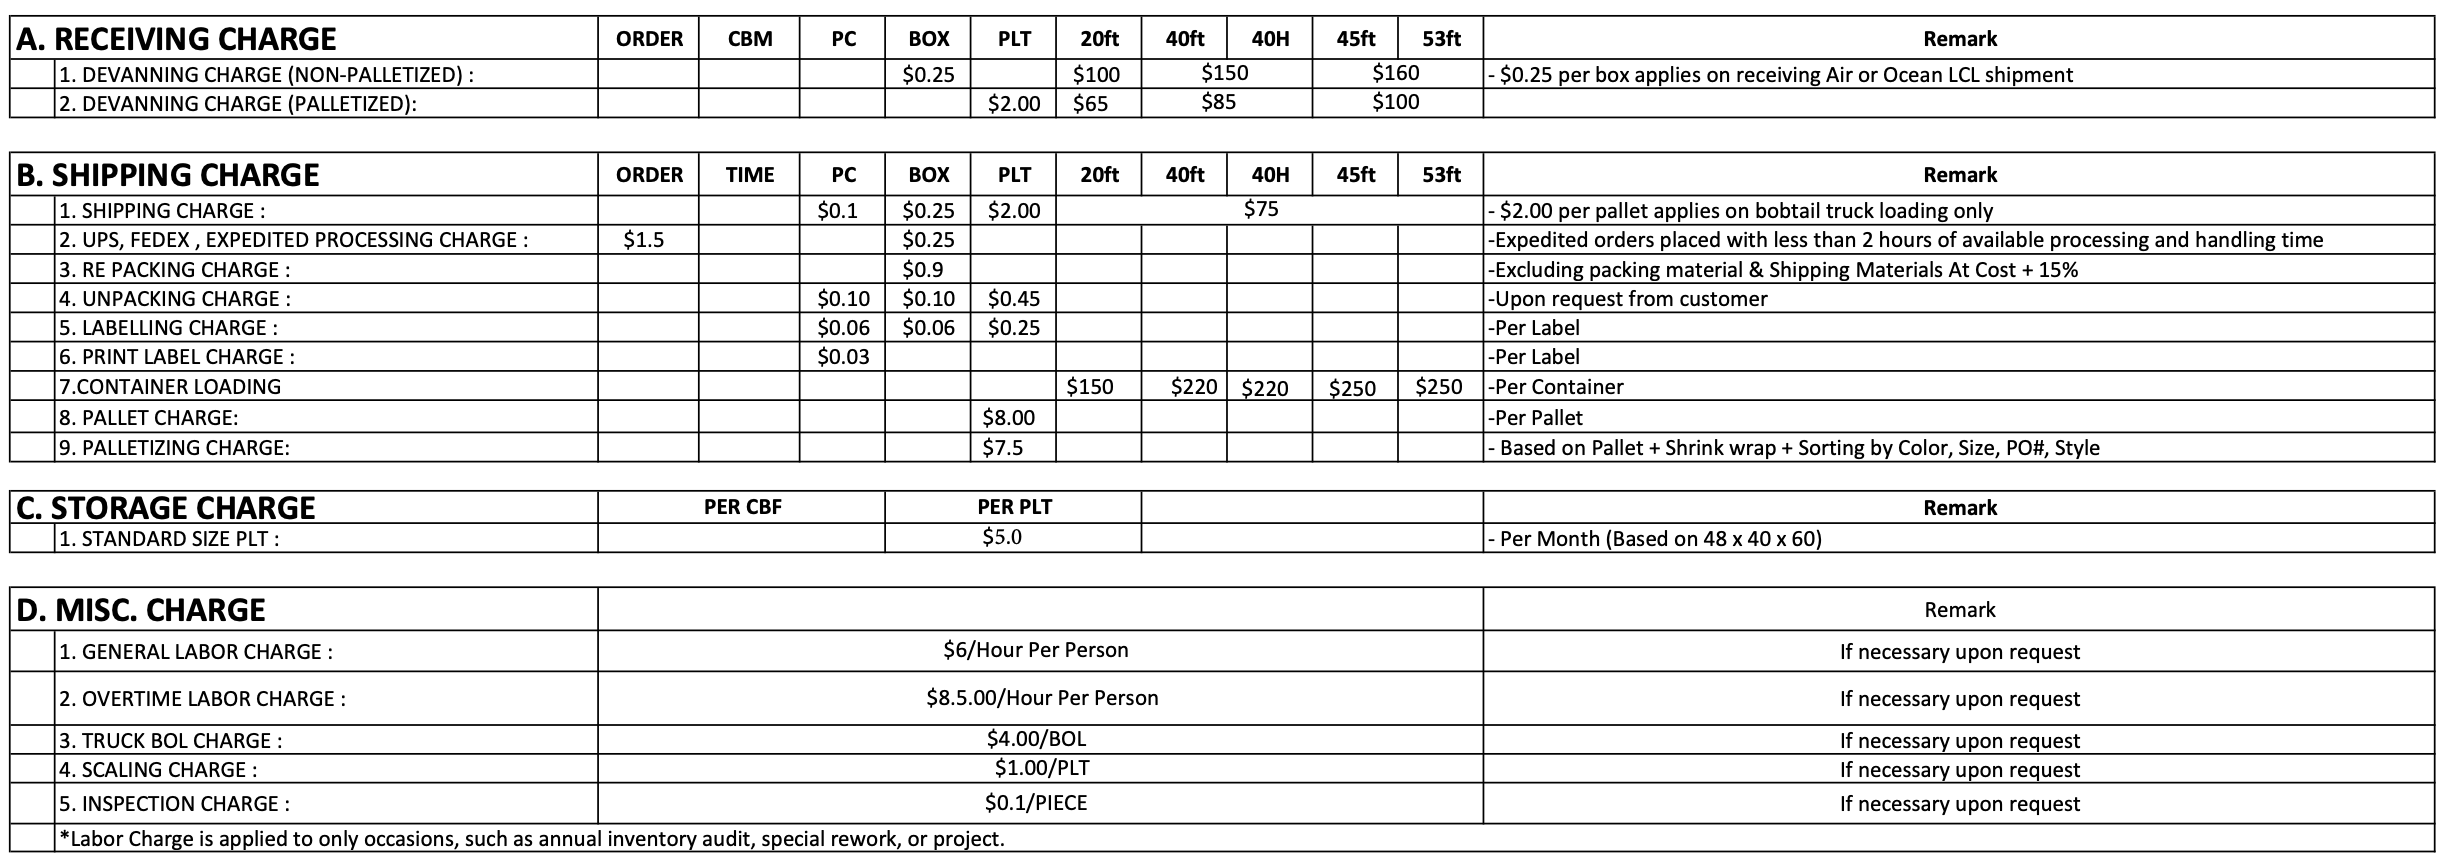 A. RECEIVING CHARGE ORDER CBM PC BOX PLT 20ft 40ft 40H 45ft 53ft Remark
1. DEVANNING CHARGE (NON-PALLETIZED) : $0.25 $100 $150 $160 - $0.25 per box applies on receiving Air or Ocean LCL shipment
2. DEVANNING CHARGE (PALLETIZED): $2.00 $65 $85 $100
B. SHIPPING CHARGE ORDER TIME PC BOX PLT 20ft 40ft 40H 45ft 53ft Remark
1. SHIPPING CHARGE : $0.1 $0.25 $2.00 $75 - $2.00 per pallet applies on bobtail truck loading only
2. UPS, FEDEX , EXPEDITED PROCESSING CHARGE : $1.5 $0.25 -Expedited orders placed with less than 2 hours of available processing and handling time
3. RE PACKING CHARGE : $0.9 -Excluding packing material & Shipping Materials At Cost + 15%
4. UNPACKING CHARGE : $0.10 $0.10 $0.45 -Upon request from customer
5. LABELLING CHARGE : $0.06 $0.06 $0.25 -Per Label
6. PRINT LABEL CHARGE : $0.03 -Per Label
7.CONTAINER LOADING $150 $220 $220 $250 $250 -Per Container
8. PALLET CHARGE: $8.00 -Per Pallet
9. PALLETIZING CHARGE: $7.5 - Based on Pallet + Shrink wrap + Sorting by Color, Size, PO#, Style
C. STORAGE CHARGE PER CBF PER PLT Remark
1. STANDARD SIZE PLT : $5.0 - Per Month (Based on 48 x 40 x 60)
D. MISC. CHARGE Remark
1. GENERAL LABOR CHARGE : $6/Hour Per Person If necessary upon request
2. OVERTIME LABOR CHARGE : $8.5.00/Hour Per Person If necessary upon request
3. TRUCK BOL CHARGE : $4.00/BOL If necessary upon request
4. SCALING CHARGE : $1.00/PLT If necessary upon request
5. INSPECTION CHARGE : $0.1/PIECE If necessary upon request
*Labor Charge is applied to only occasions, such as annual inventory audit, special rework, or project.